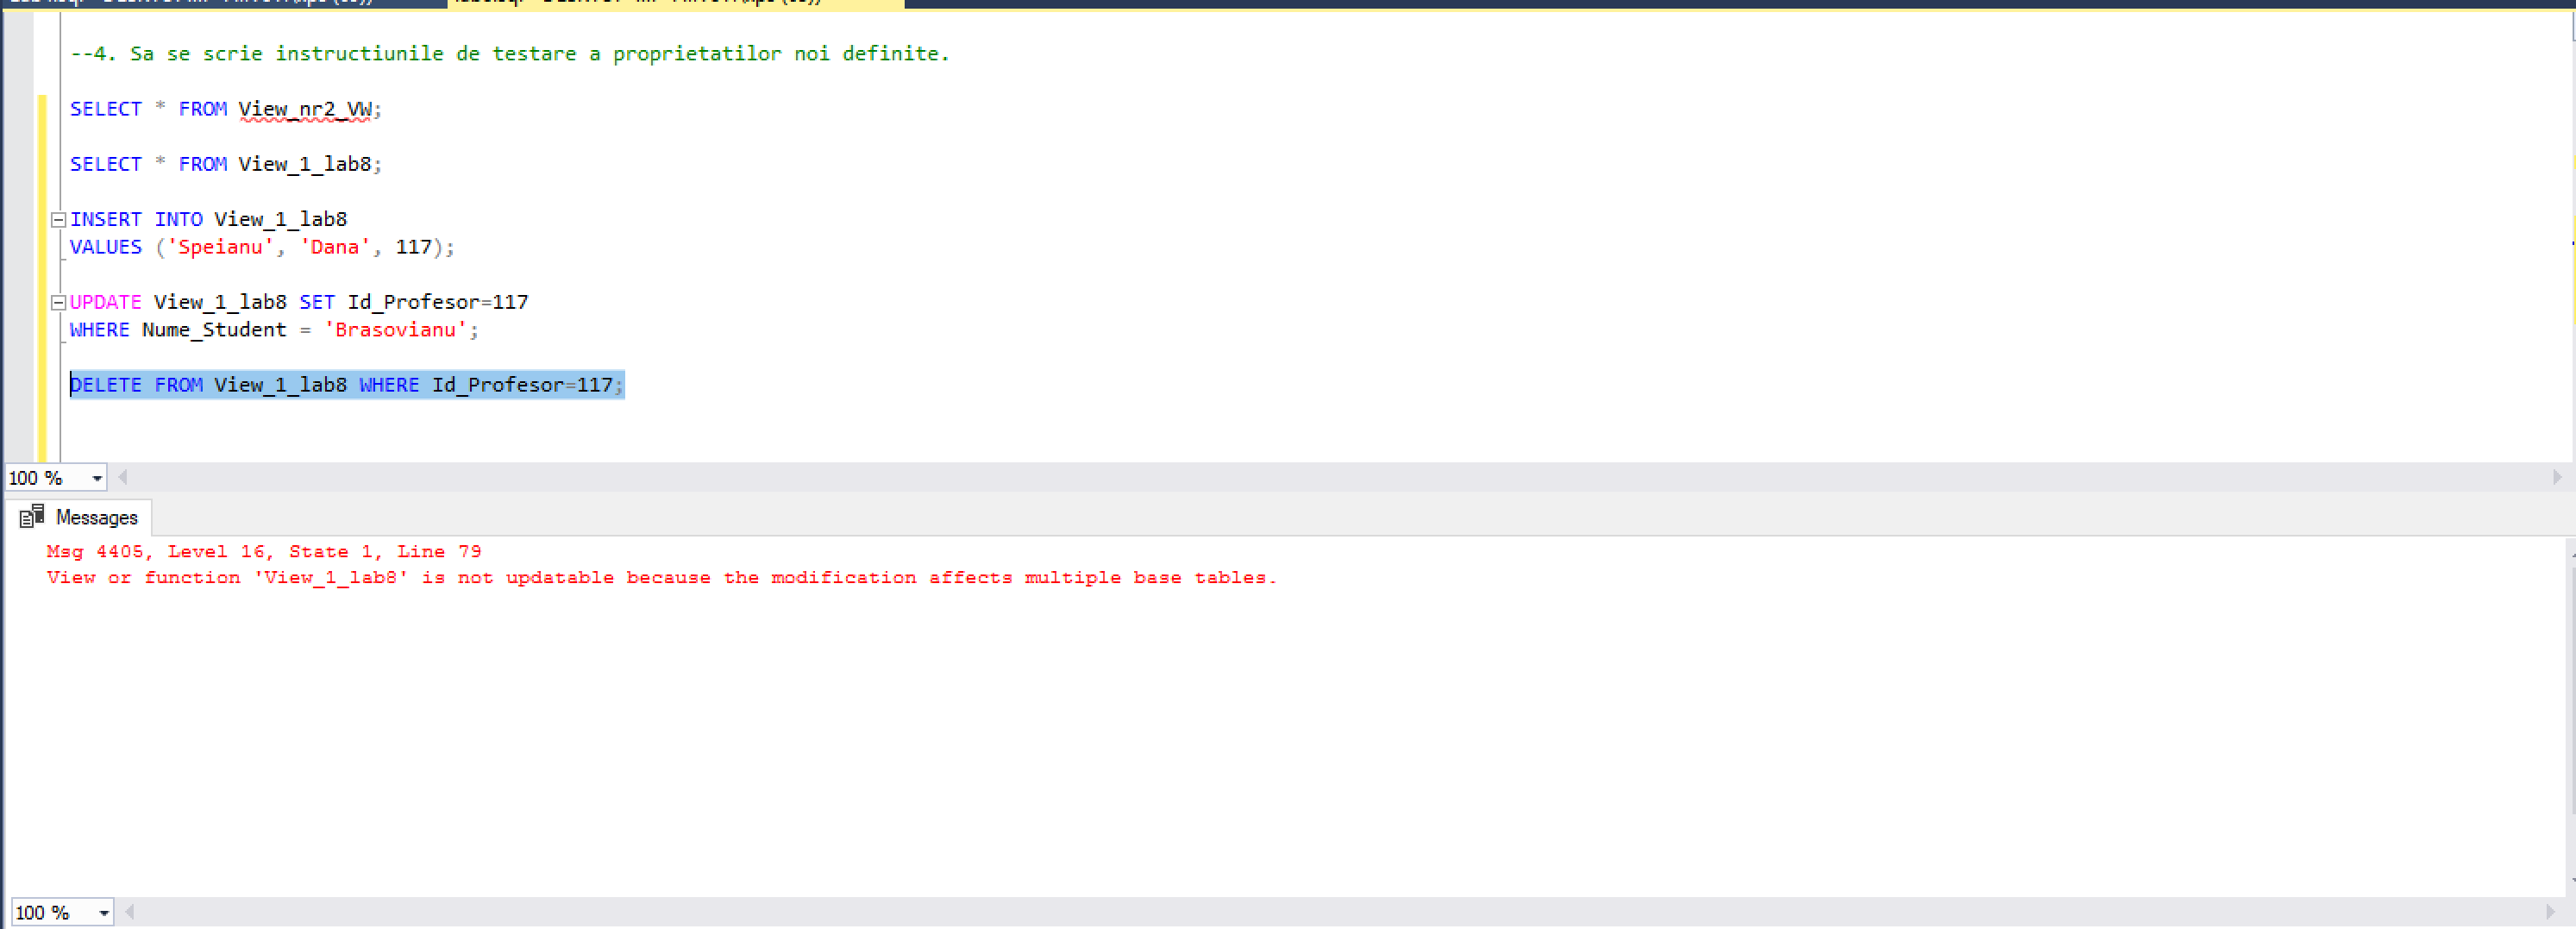 --4. Sa se scrie instructiunile de testare a proprietatilor noi definite.
SELECT * FROM View_nr2_VW;
SELECT * FROM View_1_lab8;
INSERT INTO View_1_lab8
VALUES ('Speianu', 'Dana', 117);
UPDATE View_1_lab8 SET Id_Profesor=117
WHERE Nume_Student = 'Brasovianu';
DELETE FROM View_1_lab8 WHERE Id_Profesor=117;
100 %
Messages
Msg 4405, Level 16, State 1, Line 79
View or function 'View_1_lab8' is not updatable because the modification affects multiple base tables.
100 %